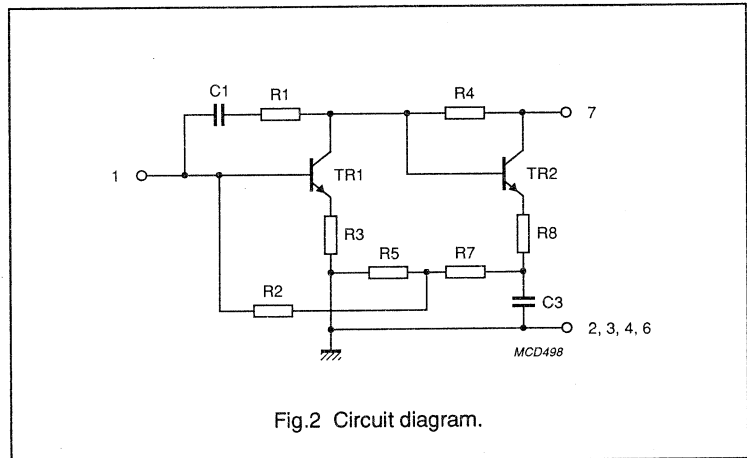 C1
R1
R4
7
1
TR1
TR2
R3
R8
R5
R7
R2
C3
2, 3, 4, 6
MCD498
Fig.2 Circuit diagram.